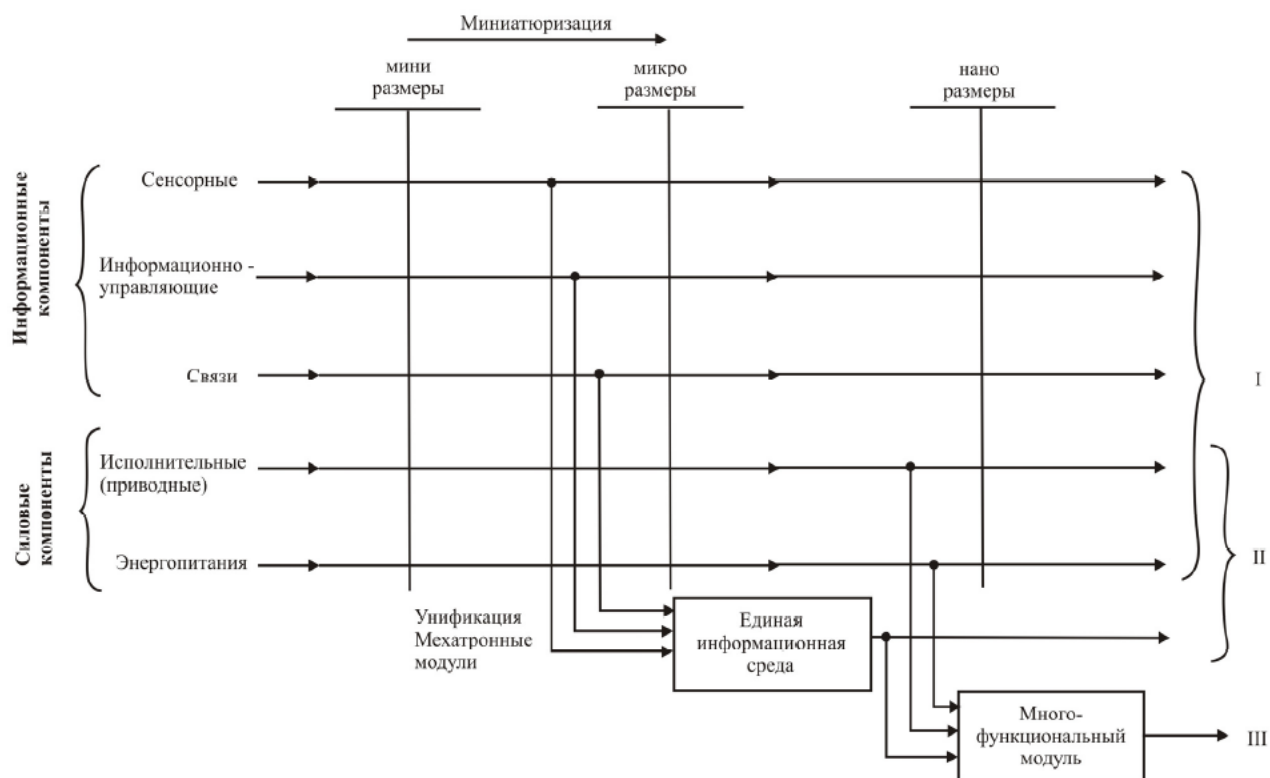 Миниатюризация
мини
размеры
микро
размеры
нано
размеры
Информационные
компоненты
Сенсорные
Информационно -
управляющие
Связи
I
Силовые
компоненты
Исполнительные
(приводные)
Энергопитания
II
Унификация
Мехатронные
модули
Единая
информационная
среда
Много-
функциональный
модуль
III